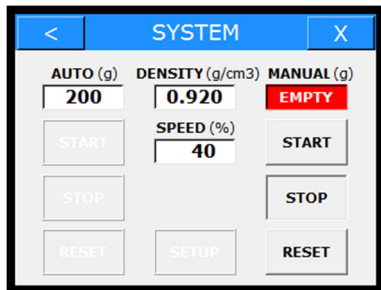 < SYSTEM X
AUTO (g) DENSITY (g/cm3) MANUAL (g)
200 0.920 EMPTY
SPEED (%)
START 40 START
STOP STOP
RESET SETUP RESET